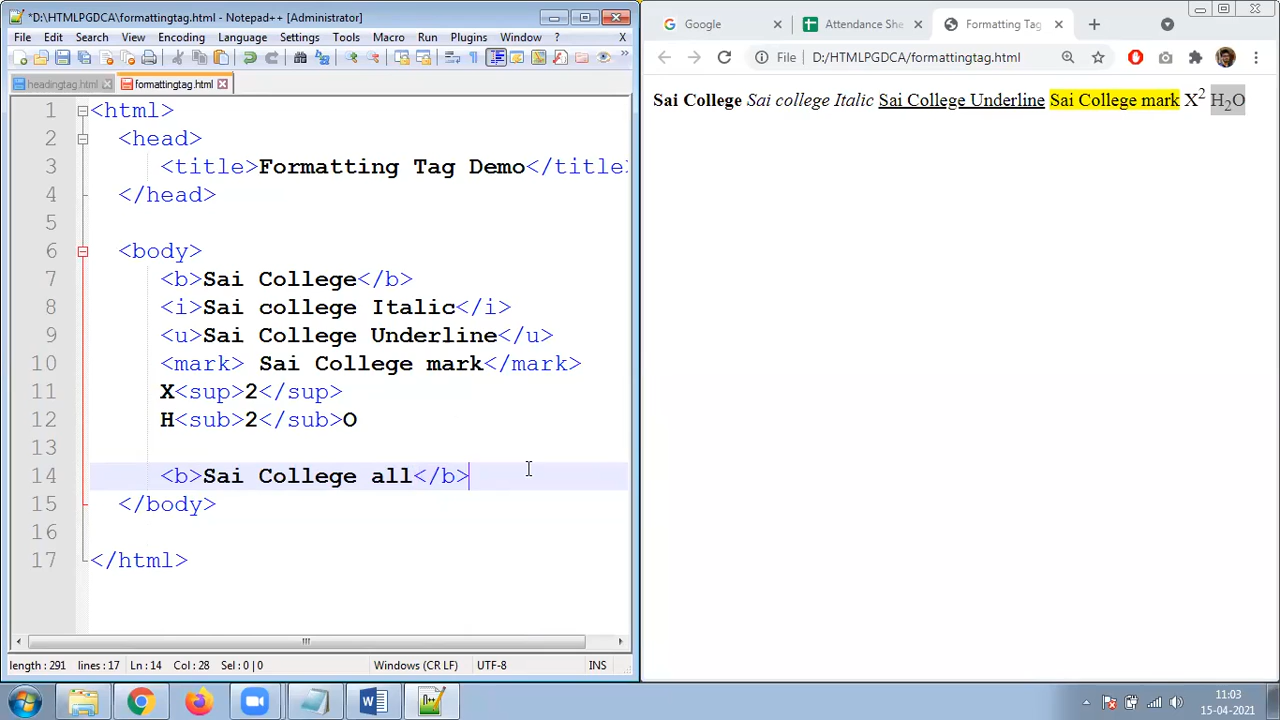 *D:\HTMLPGDCA\formattingtag.html - Notepad++ [Administrator]
File Edit Search View Encoding Language Settings Tools Macro Run Plugins Window ? X
headingtag.html formattingtag.html
1 <html>
2 <head>
3 <title>Formatting Tag Demo</title>
4 </head>
5
6 <body>
7 <b>Sai College</b>
8 <i>Sai college Italic</i>
9 <u>Sai College Underline</u>
10 <mark> Sai College mark</mark>
11 X<sup>2</sup>
12 H<sub>2</sub>O
13
14 <b>Sai College all</b>
15 </body>
16
17 </html>
length : 291 lines : 17 Ln : 14 Col : 28 Sel : 0 | 0 Windows (CR LF) UTF-8 INS
Google Attendance She Formatting Tag
File D:/HTMLPGDCA/formattingtag.html
Sai College Sai college Italic Sai College Underline Sai College mark X² H₂O
11:03
15-04-2021